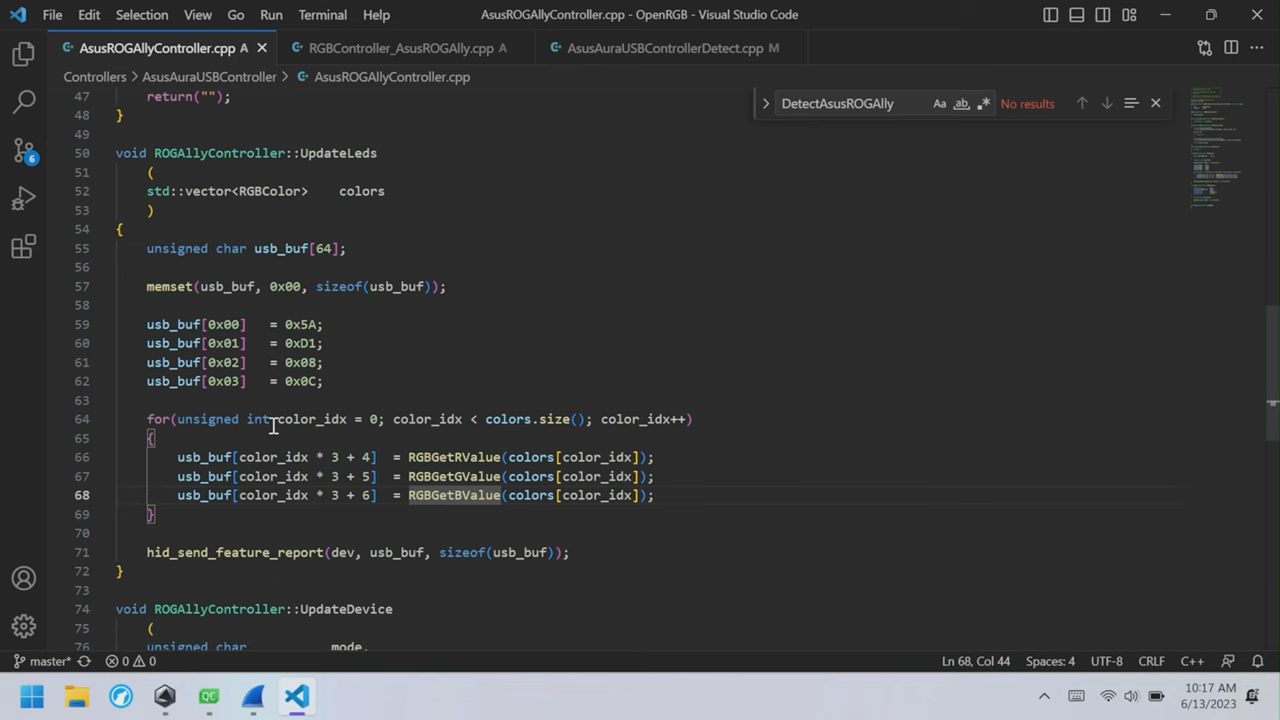 File Edit Selection View Go Run Terminal Help AsusROGAllyController.cpp - OpenRGB - Visual Studio Code
AsusROGAllyController.cpp A RGBController_AsusROGAlly.cpp A AsusAuraUSBControllerDetect.cpp M
Controllers > AsusAuraUSBController > AsusROGAllyController.cpp
DetectAsusROGAlly Aa ab .* No results
47 return("");
48 }
49
50 void ROGAllyController::UpdateLeds
51 (
52 std::vector<RGBColor> colors
53 )
54 {
55 unsigned char usb_buf[64];
56
57 memset(usb_buf, 0x00, sizeof(usb_buf));
58
59 usb_buf[0x00] = 0x5A;
60 usb_buf[0x01] = 0xD1;
61 usb_buf[0x02] = 0x08;
62 usb_buf[0x03] = 0x0C;
63
64 for(unsigned int color_idx = 0; color_idx < colors.size(); color_idx++)
65 {
66 usb_buf[color_idx * 3 + 4] = RGBGetRValue(colors[color_idx]);
67 usb_buf[color_idx * 3 + 5] = RGBGetGValue(colors[color_idx]);
68 usb_buf[color_idx * 3 + 6] = RGBGetBValue(colors[color_idx]);
69 }
70
71 hid_send_feature_report(dev, usb_buf, sizeof(usb_buf));
72 }
73
74 void ROGAllyController::UpdateDevice
75 (
76 unsigned char mode,
6
master* 0 0 Ln 68, Col 44 Spaces: 4 UTF-8 CRLF C++
QC
10:17 AM
6/13/2023